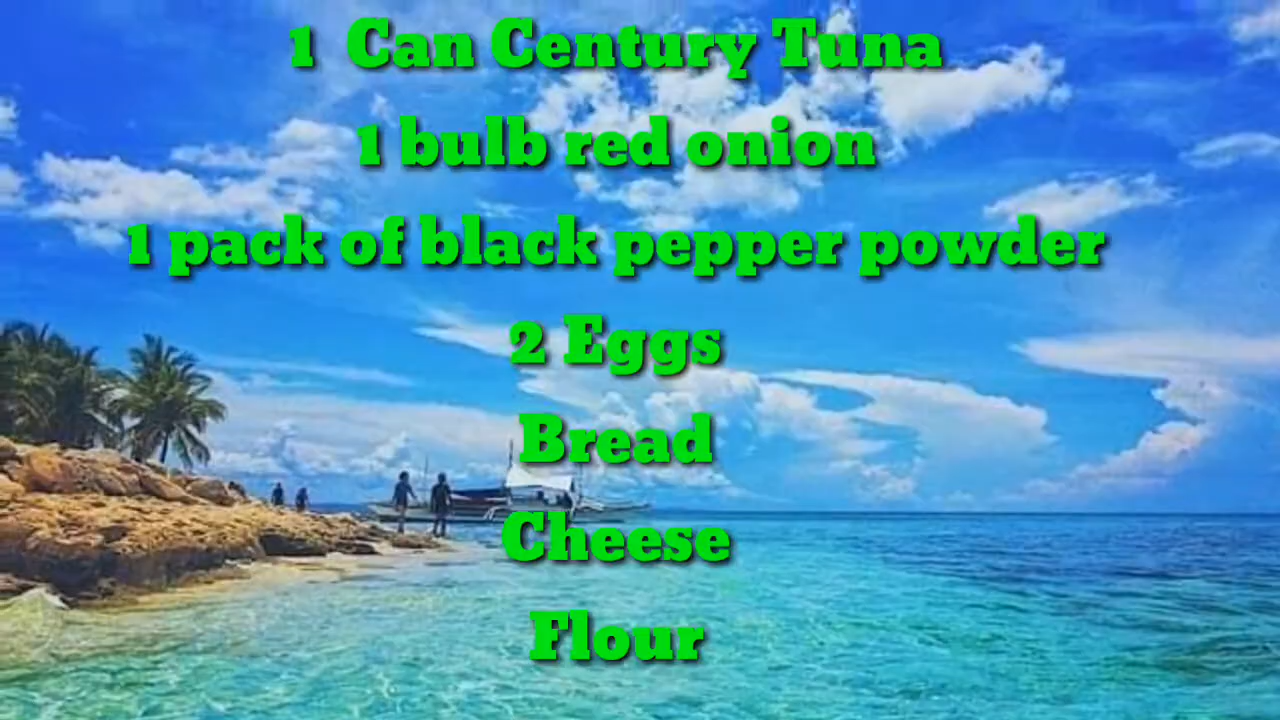 1 Can Century Tuna
1 bulb red onion
1 pack of black pepper powder
2 Eggs
Bread
Cheese
Flour